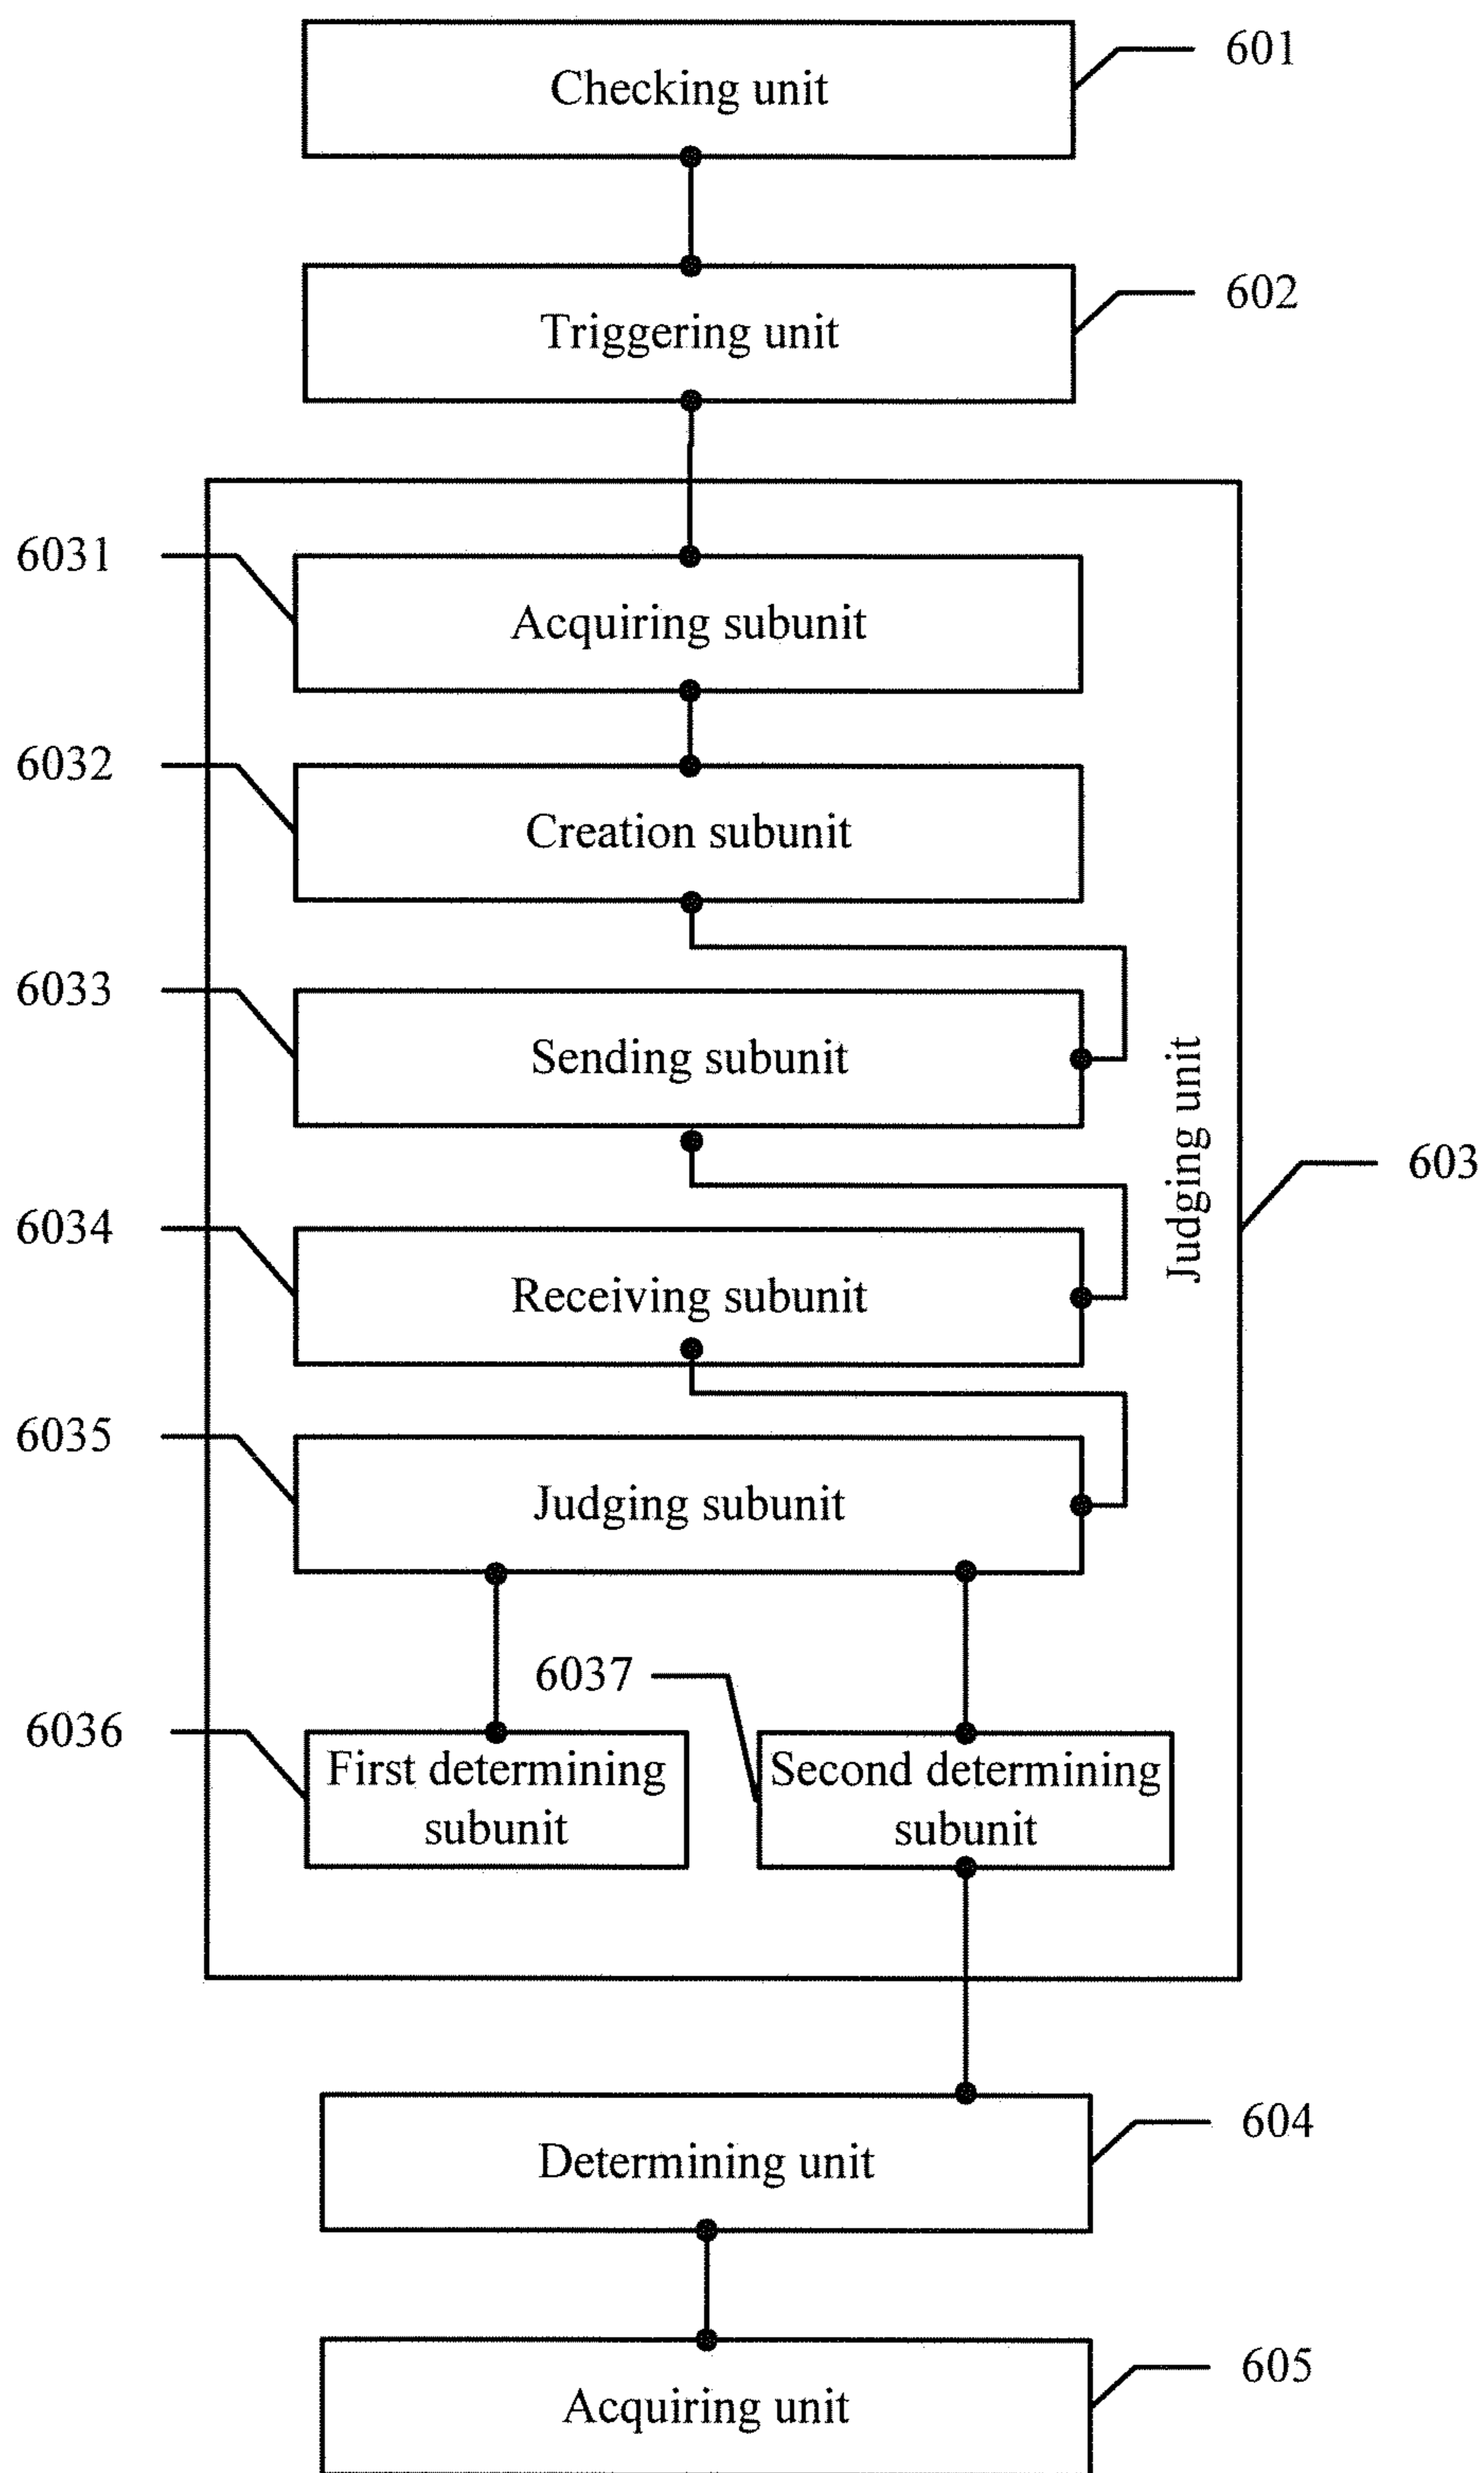 601
Checking unit
602
Triggering unit
6031
Acquiring subunit
6032
Creation subunit
6033
Sending subunit
Judging unit
603
6034
Receiving subunit
6035
Judging subunit
6037
6036
First determining
subunit
Second determining
subunit
604
Determining unit
605
Acquiring unit